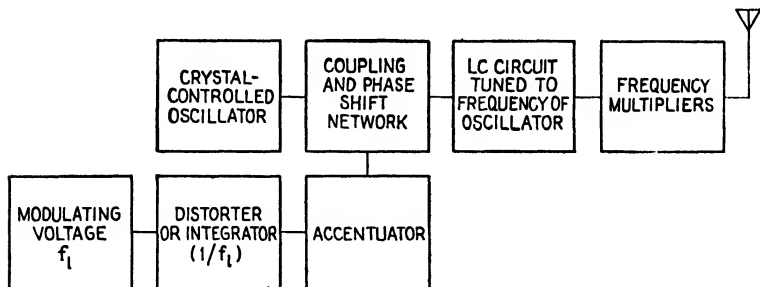 CRYSTAL-
CONTROLLED
OSCILLATOR
COUPLING
AND PHASE
SHIFT
NETWORK
LC CIRCUIT
TUNED TO
FREQUENCY OF
OSCILLATOR
FREQUENCY
MULTIPLIERS
MODULATING
VOLTAGE
f₁
DISTORTER
OR INTEGRATOR
(1/f₁)
ACCENTUATOR